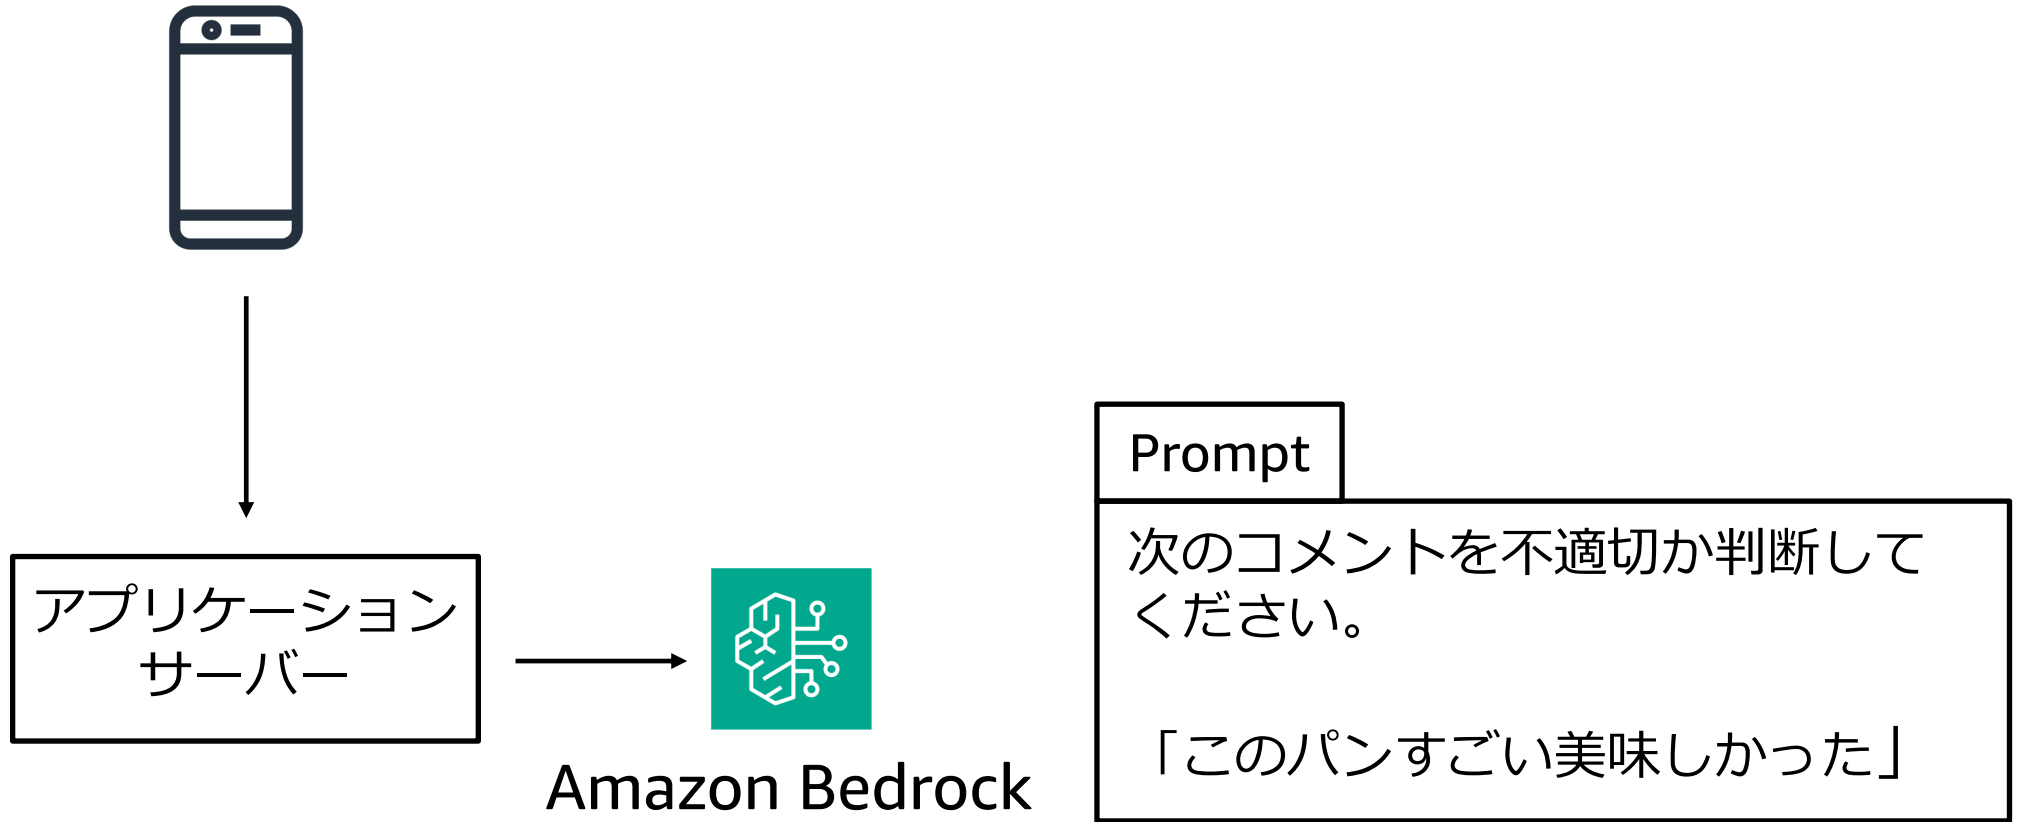 アプリケーション
サーバー
Amazon Bedrock
Prompt
次のコメントを不適切か判断して
ください。
「このパンすごい美味しかった」